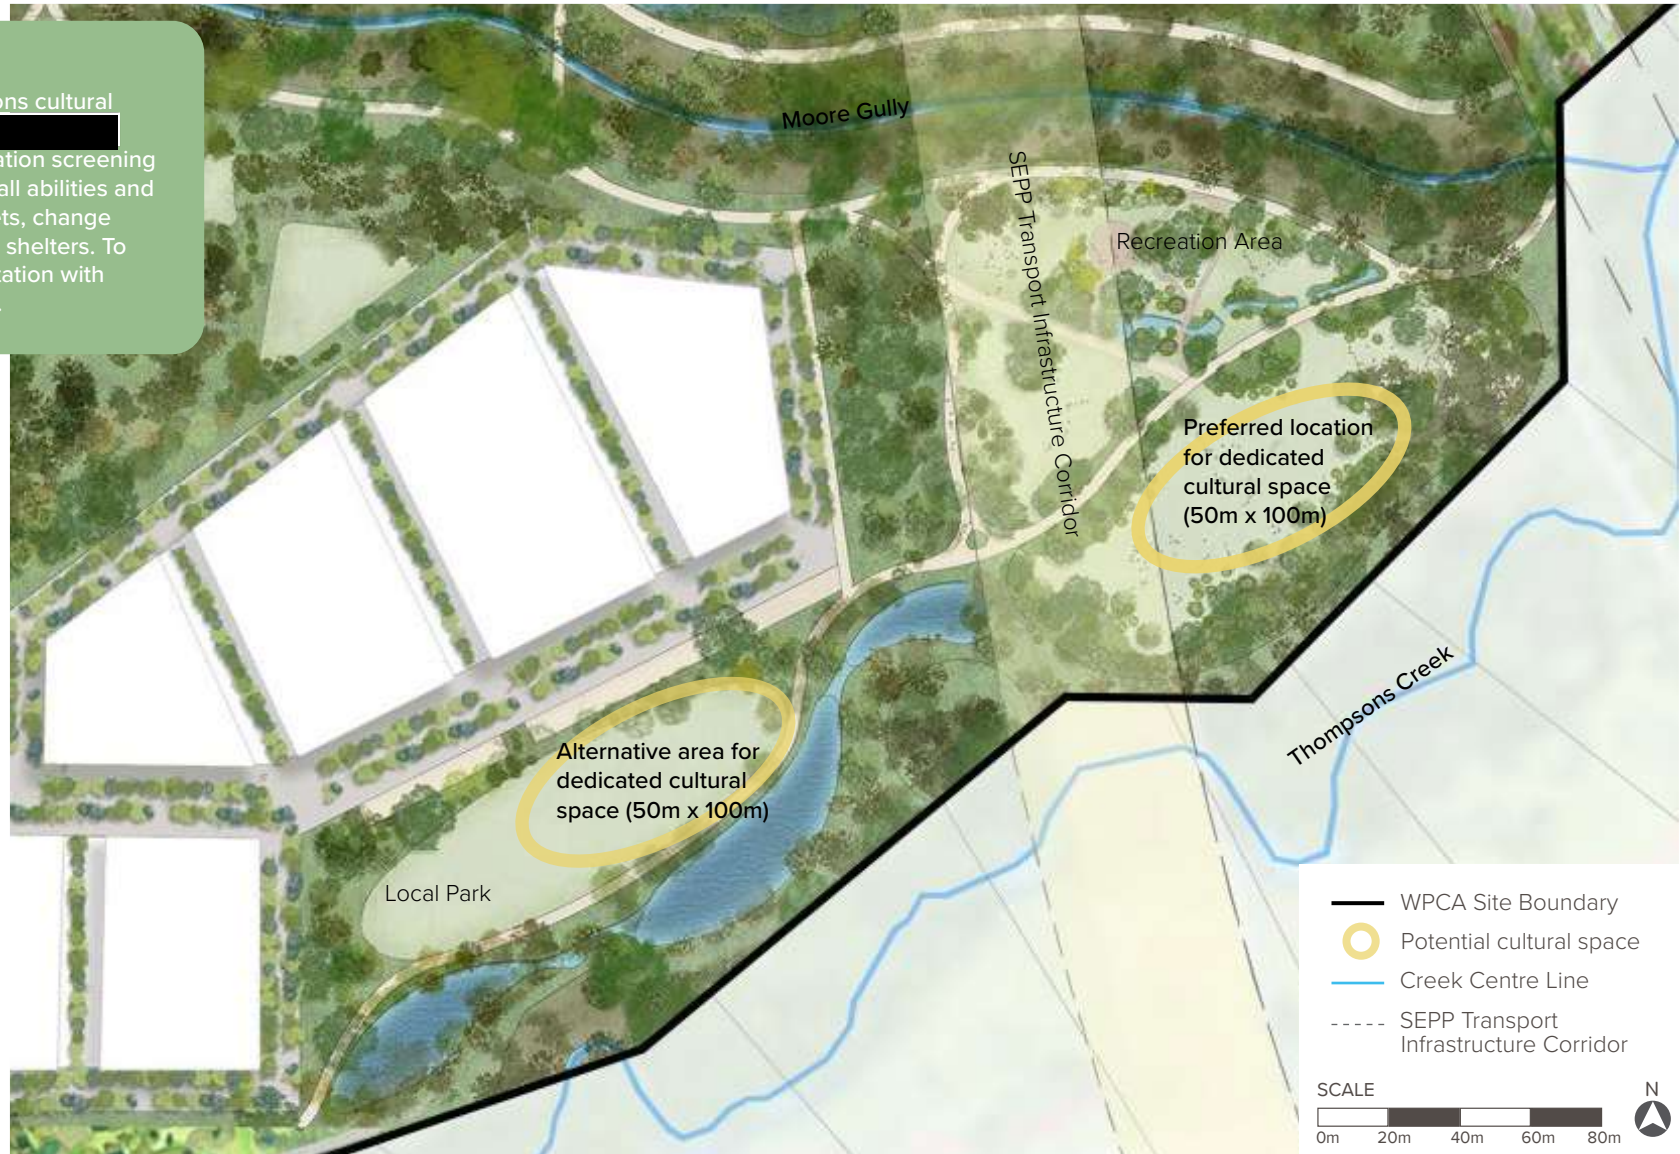 ons cultural
ation screening
all abilities and
ts, change
shelters. To
tation with
Moore Gully
SEPP Transport Infrastructure Corridor
Recreation Area
Preferred location
for dedicated
cultural space
(50m x 100m)
Thompsons Creek
Alternative area for
dedicated cultural
space (50m x 100m)
Local Park
WPCA Site Boundary
Potential cultural space
Creek Centre Line
SEPP Transport
Infrastructure Corridor
SCALE
N
0m 20m 40m 60m 80m